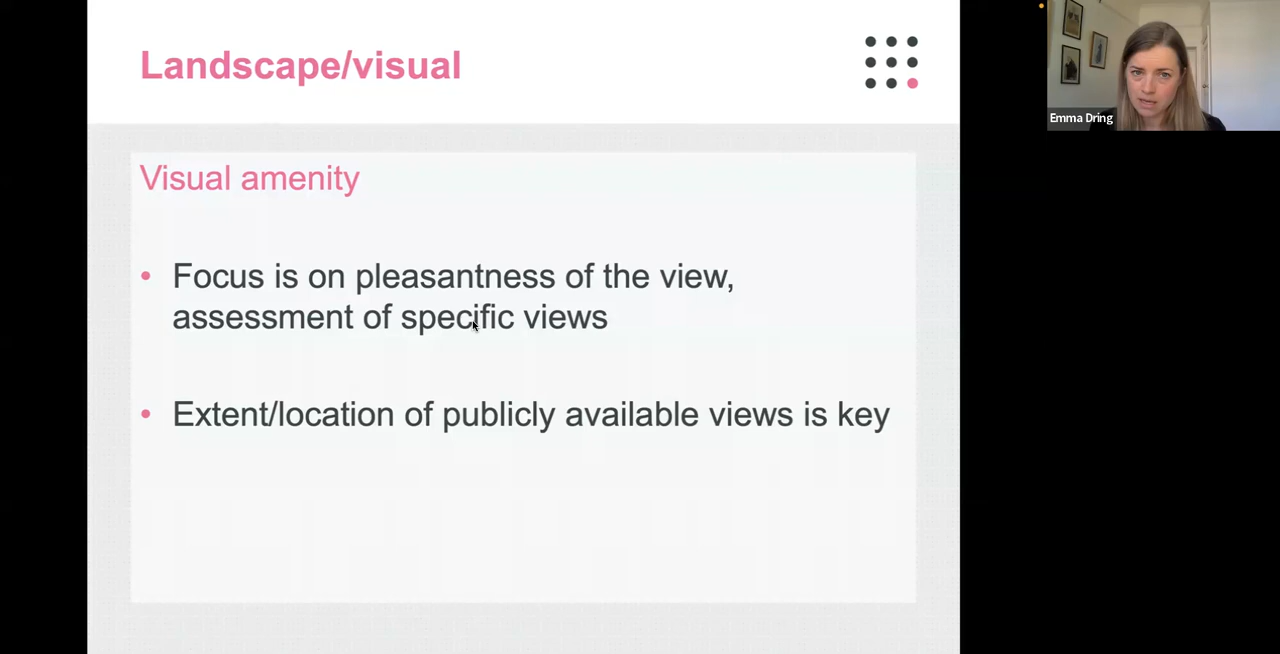 Landscape/visual
Emma Dring
Visual amenity
• Focus is on pleasantness of the view,
assessment of specific views
• Extent/location of publicly available views is key